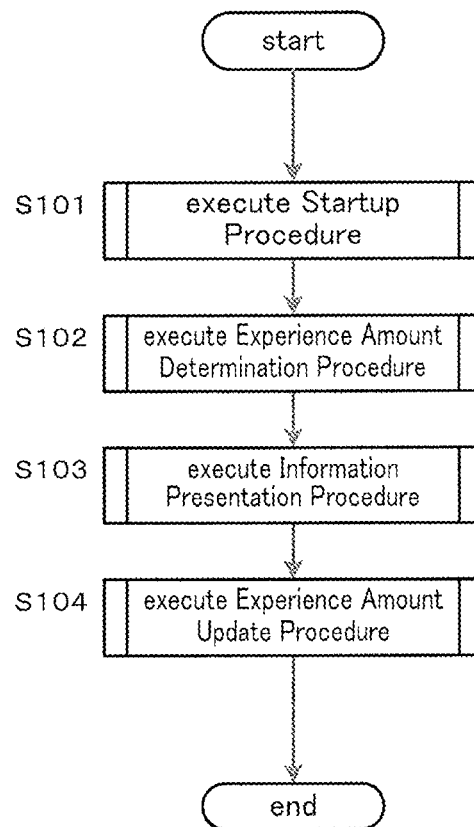 start
S101
execute Startup
Procedure
S102
execute Experience Amount
Determination Procedure
S103
execute Information
Presentation Procedure
S104
execute Experience Amount
Update Procedure
end